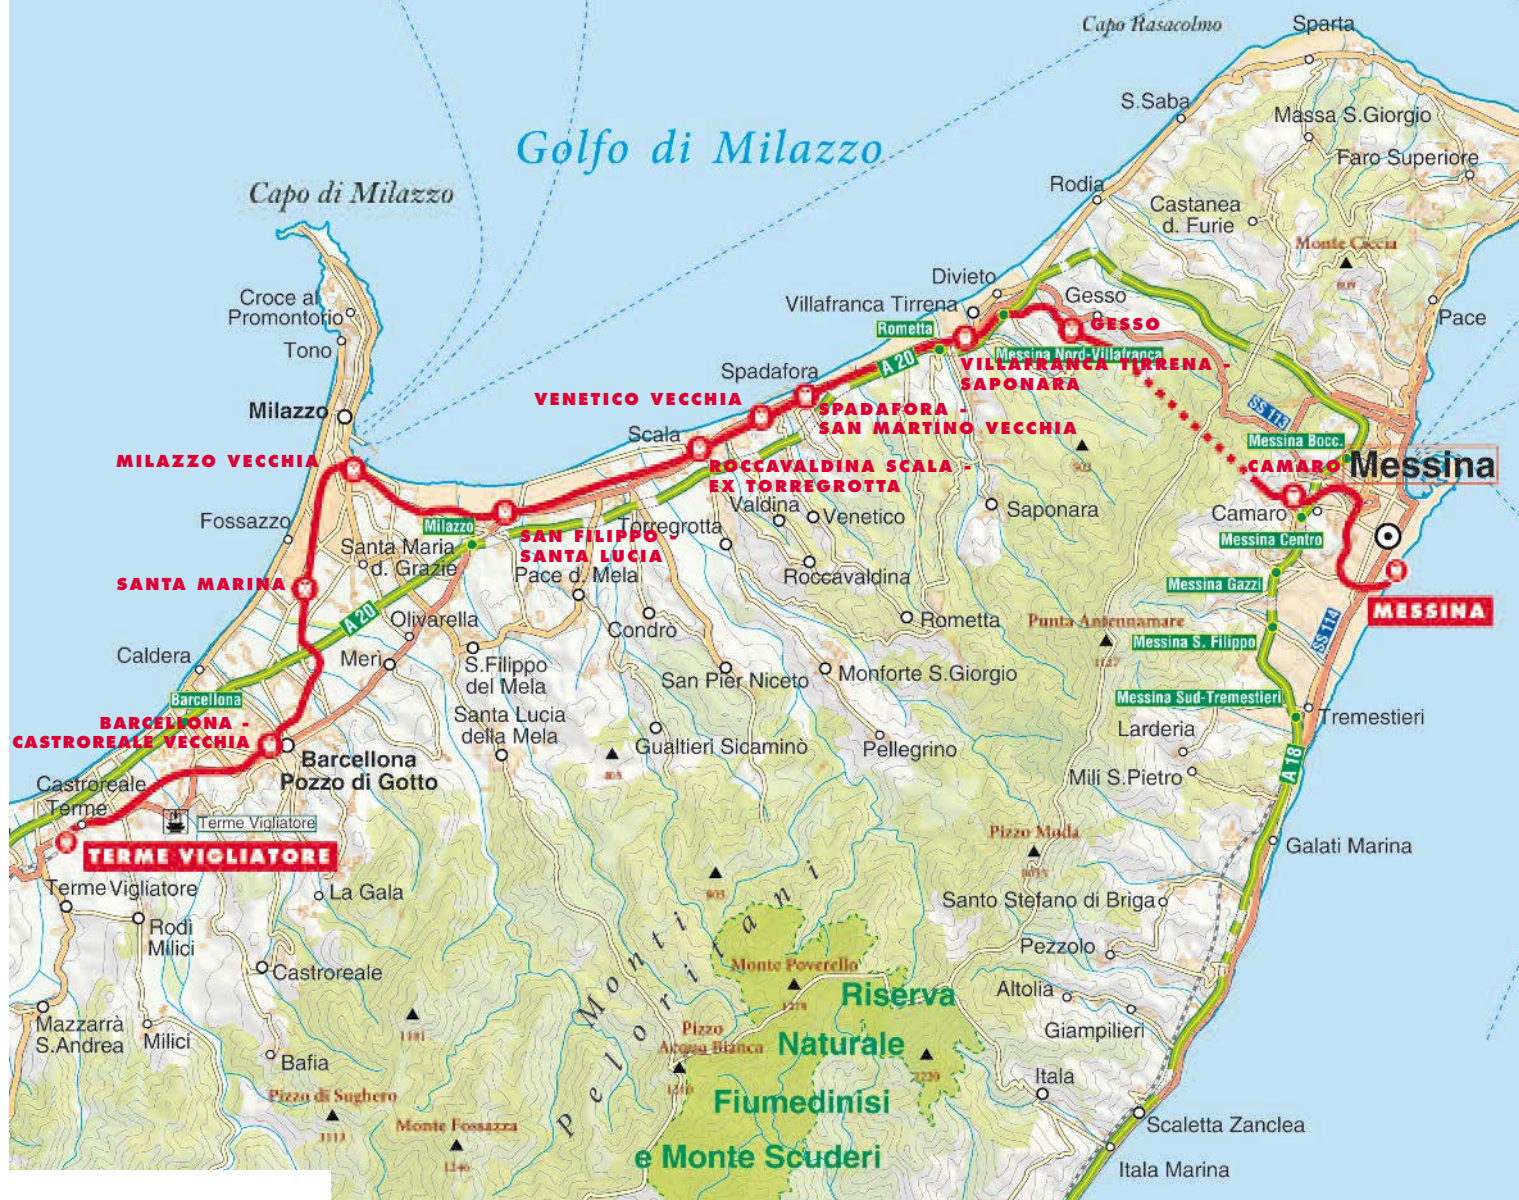 Capo Rasacolmo
Sparta
S.Saba
Massa S.Giorgio
Golfo di Milazzo
Faro Superiore
Capo di Milazzo
Rodia
Castanea
d. Furie
Monte Ciccia
Divieto
Croce al
Promontorio
Villafranca Tirrena
Gesso
Pace
Tono
Rometta
GESSO
Messina Nord-Villafranca
A 20
VILLAFRANCA TIRRENA -
SAPONARA
Spadafora
VENETICO VECCHIA
SPADAFORA -
SAN MARTINO VECCHIA
SS 113
Milazzo
Scala
Messina Bocc.
MILAZZO VECCHIA
ROCCAVALDINA SCALA -
EX TORREGROTTA
CAMARO
Messina
Valdina
Venetico
Saponara
Camaro
Fossazzo
Milazzo
Torregrotta
SAN FILIPPO -
SANTA LUCIA
Messina Centro
Santa Maria
d. Grazie
Pace d. Mela
Roccavaldina
Messina Gazzi
SANTA MARINA
MESSINA
A 20
Olivarella
Condrò
Rometta
Punta Antennamare
1127
Messina S. Filippo
SS 114
Caldera
Merì
S.Filippo
del Mela
San Pier Niceto
Monforte S.Giorgio
Barcellona
Messina Sud-Tremestieri
Tremestieri
BARCELLONA -
CASTROREALE VECCHIA
Santa Lucia
della Mela
Gualtieri Sicaminò
Pellegrino
Larderia
Barcellona
Pozzo di Gotto
Mili S.Pietro
A 18
Castroreale
Terme
Terme Vigliatore
Pizzo Moda
TERME VIGLIATORE
Galati Marina
Terme Vigliatore
La Gala
Santo Stefano di Briga
Rodì
Milici
Monti
Peloritani
Pezzolo
Castroreale
Monte Poverello
Riserva
Altolia
Mazzarrà
S.Andrea
Milici
1181
Pizzo
Acqua Bianca
Naturale
Giampilieri
Bafia
1220
Itala
Pizzo di Sughero
Fiumedinisi
Monte Fossazza
Scaletta Zanclea
1246
e Monte Scuderi
Itala Marina